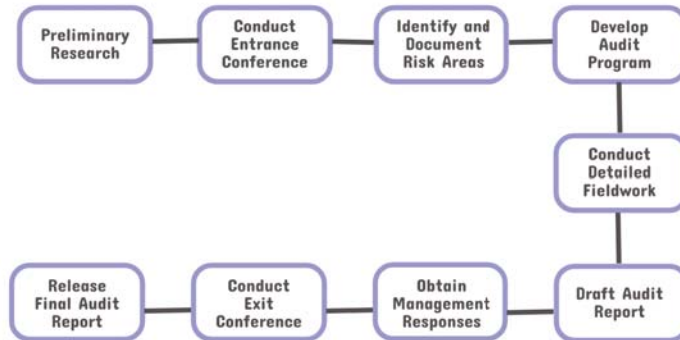 Preliminary
Research
Conduct
Entrance
Conference
Identify and
Document
Risk Areas
Develop
Audit
Program
Conduct
Detailed
Fieldwork
Draft Audit
Report
Obtain
Management
Responses
Conduct
Exit
Conference
Release
Final Audit
Report